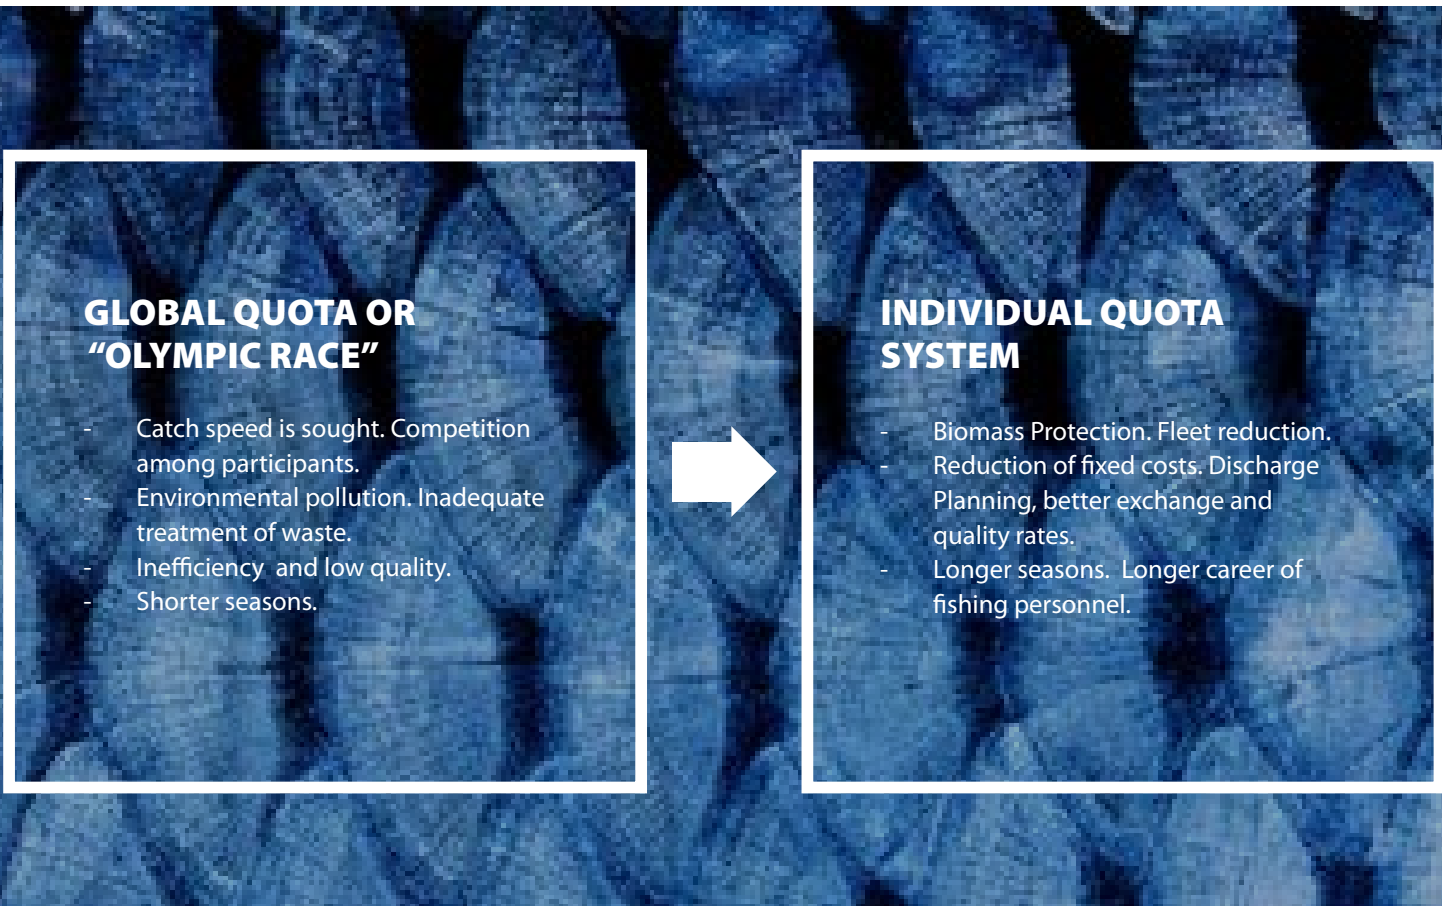 GLOBAL QUOTA OR
“OLYMPIC RACE”
- Catch speed is sought. Competition
among participants.
- Environmental pollution. Inadequate
treatment of waste.
- Inefficiency and low quality.
- Shorter seasons.
INDIVIDUAL QUOTA
SYSTEM
- Biomass Protection. Fleet reduction.
- Reduction of fixed costs. Discharge
Planning, better exchange and
quality rates.
- Longer seasons. Longer career of
fishing personnel.